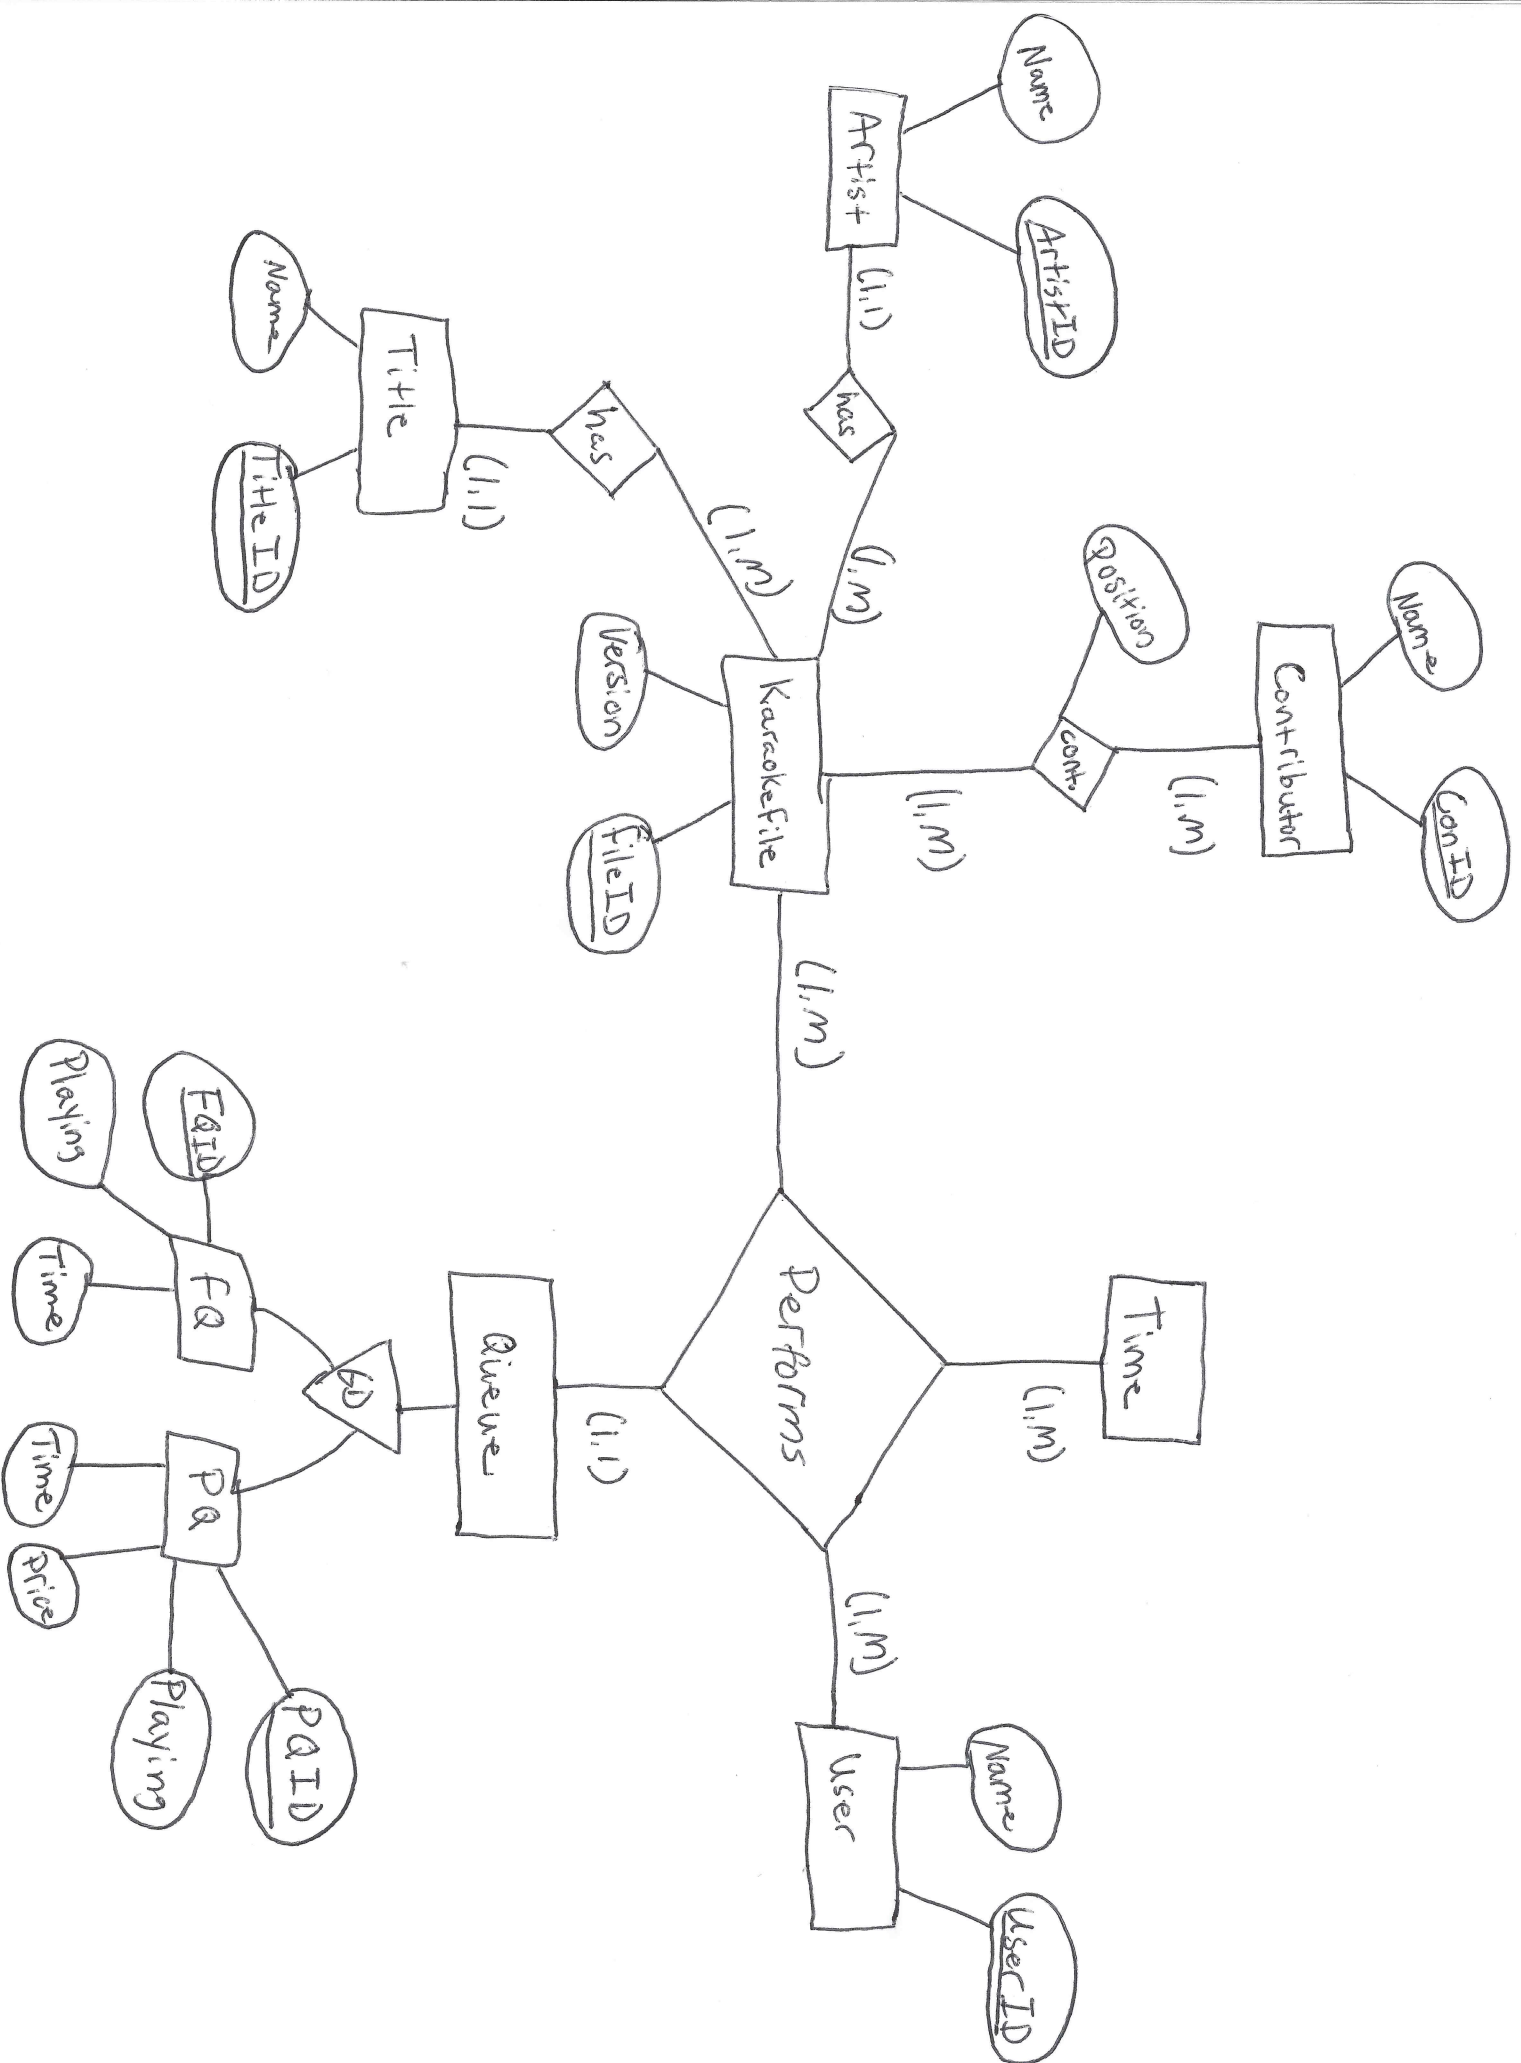 Name
ArtistID
Artist
(1,1)
has
(1,M)
Name
TitleID
Title
(1,1)
has
(1,M)
Name
ConID
Contributor
(1,M)
Position
cont.
(1,M)
KaraokeFile
Version
FileID
(1,M)
Performs
Time
(1,M)
(1,M)
User
Name
UserID
(1,1)
FQID
Playing
Time
FQ
PQ
Time
Price
Playing
PQID